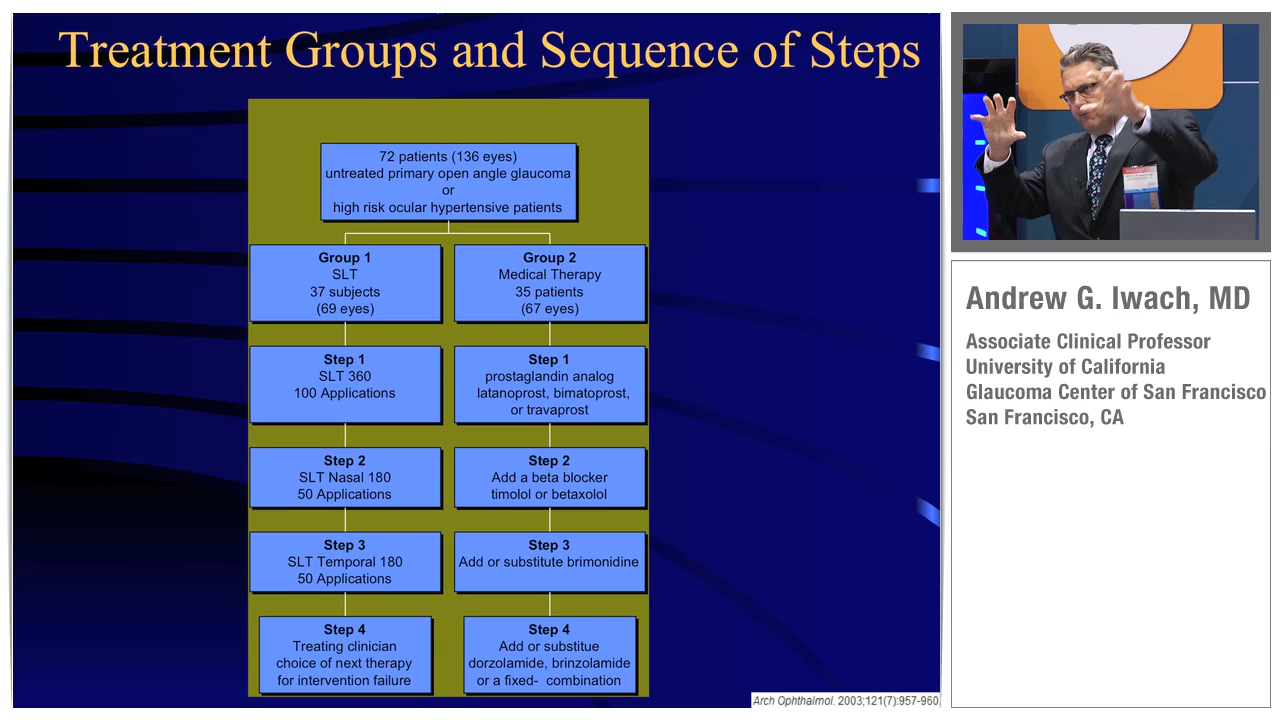 Treatment Groups and Sequence of Steps
72 patients (136 eyes)
untreated primary open angle glaucoma
or
high risk ocular hypertensive patients
Group 1
SLT
37 subjects
(69 eyes)
Group 2
Medical Therapy
35 patients
(67 eyes)
Step 1
SLT 360
100 Applications
Step 1
prostaglandin analog
latanoprost, bimatoprost,
or travaprost
Step 2
SLT Nasal 180
50 Applications
Step 2
Add a beta blocker
timolol or betaxolol
Step 3
SLT Temporal 180
50 Applications
Step 3
Add or substitute brimonidine
Step 4
Treating clinician
choice of next therapy
for intervention failure
Step 4
Add or substitue
dorzolamide, brinzolamide
or a fixed- combination
Arch Ophthalmol. 2003;121(7):957-960.
Andrew G. Iwach, MD
Associate Clinical Professor
University of California
Glaucoma Center of San Francisco
San Francisco, CA